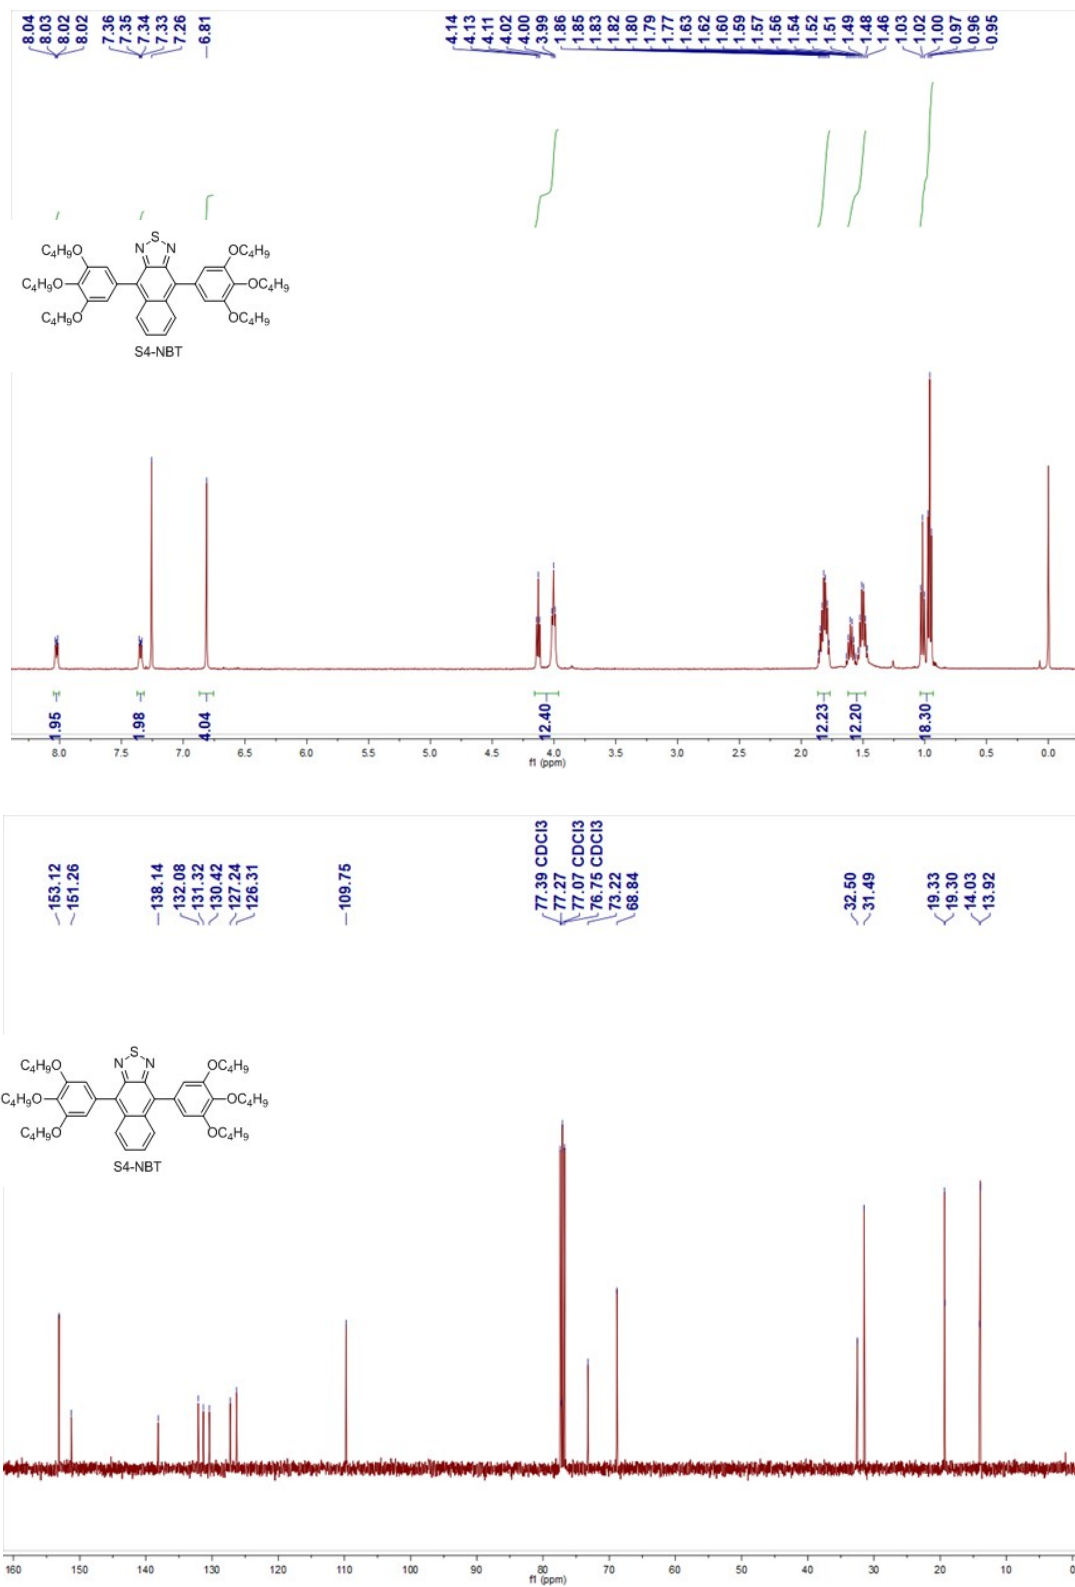 8.04 8.03 8.02 8.02 7.36 7.35 7.34 7.33 7.26 6.81 4.14 4.13 4.11 4.02 4.00 3.99 1.86 1.85 1.83 1.82 1.80 1.79 1.77 1.63 1.62 1.60 1.59 1.57 1.56 1.54 1.52 1.51 1.49 1.48 1.46 1.03 1.02 1.00 0.97 0.96 0.95
S
N N
C4H9O OC4H9
C4H9O OC4H9
C4H9O OC4H9
S4-NBT
1.95 1.98 4.04 12.40 12.23 12.20 18.30
8.0 7.5 7.0 6.5 6.0 5.5 5.0 4.5 4.0 3.5 3.0 2.5 2.0 1.5 1.0 0.5 0.0
f1 (ppm)
153.12 151.26 138.14 132.08 131.32 130.42 127.24 126.31 109.75 77.39 CDCl3 77.27 77.07 CDCl3 76.75 CDCl3 73.22 68.84 32.50 31.49 19.33 19.30 14.03 13.92
S
N N
C4H9O OC4H9
C4H9O OC4H9
C4H9O OC4H9
S4-NBT
160 150 140 130 120 110 100 90 80 70 60 50 40 30 20 10 0
f1 (ppm)